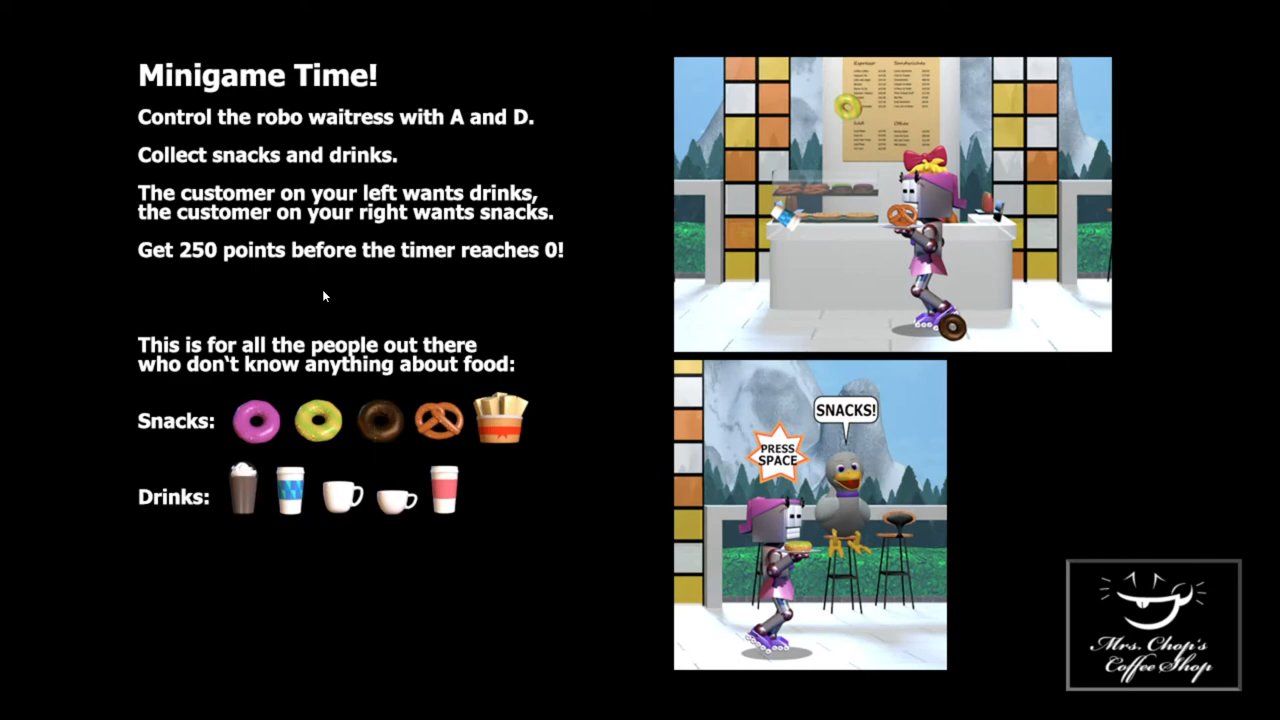 Minigame Time!
Control the robo waitress with A and D.
Collect snacks and drinks.
The customer on your left wants drinks,
the customer on your right wants snacks.
Get 250 points before the timer reaches 0!
This is for all the people out there
who don't know anything about food:
Snacks:
Drinks:
Espresso Sandwiches
Other
SNACKS!
PRESS
SPACE
Mrs. Chop's
Coffee Shop